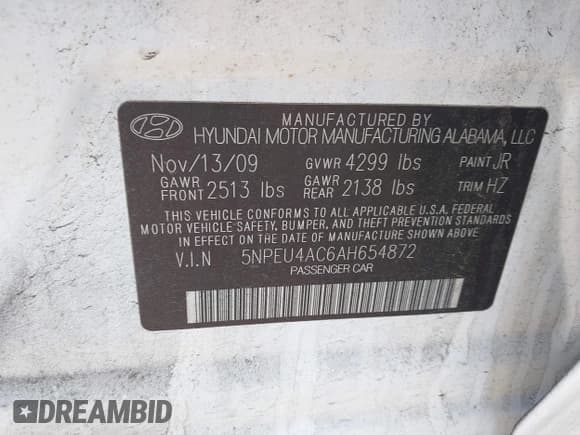 MANUFACTURED BY
HYUNDAI MOTOR MANUFACTURING ALABAMA, LLC
Nov/13/09 GVWR 4299 lbs PAINT JR
GAWR FRONT 2513 lbs GAWR REAR 2138 lbs TRIM HZ
THIS VEHICLE CONFORMS TO ALL APPLICABLE U.S.A. FEDERAL
MOTOR VEHICLE SAFETY, BUMPER, AND THEFT PREVENTION STANDARDS
IN EFFECT ON THE DATE OF MANUFACTURE SHOWN ABOVE.
V.I.N 5NPEU4AC6AH654872
PASSENGER CAR
DREAMBID